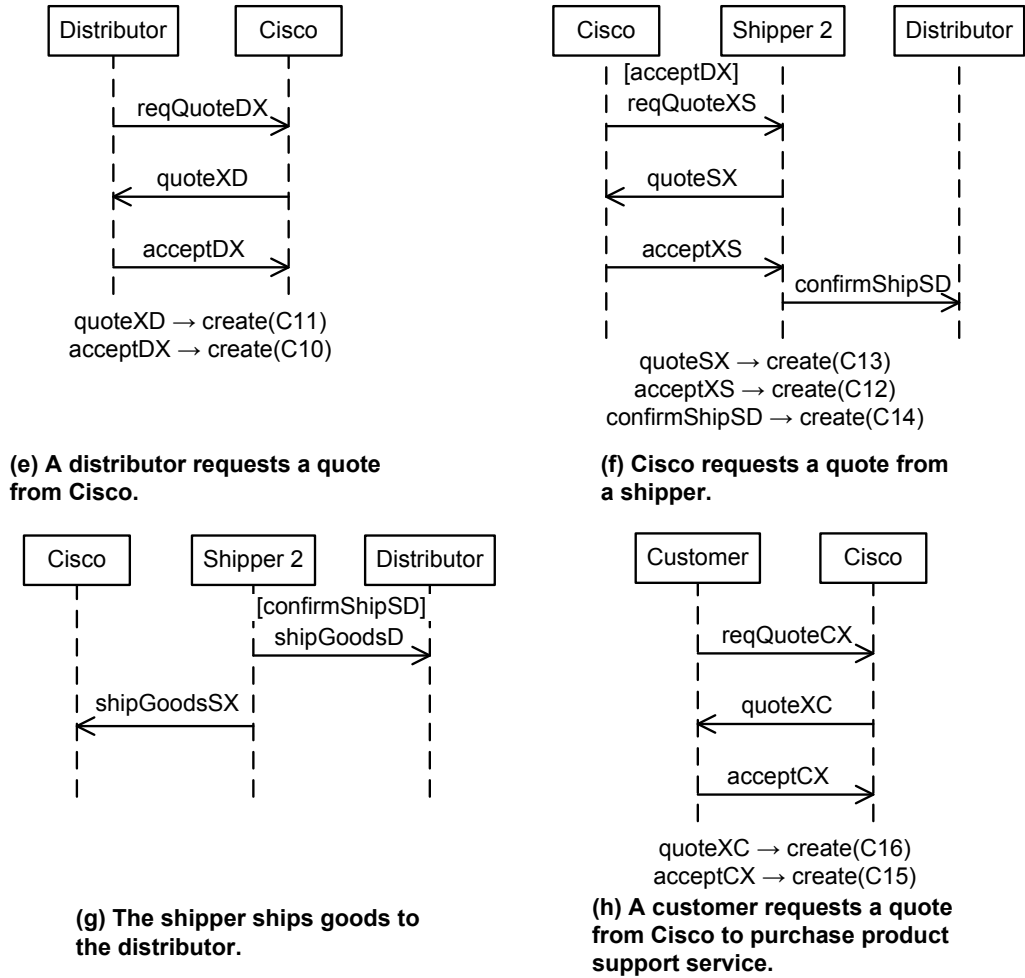 Distributor
Cisco
reqQuoteDX
quoteXD
acceptDX
quoteXD → create(C11)
acceptDX → create(C10)
(e) A distributor requests a quote
from Cisco.
Cisco
Shipper 2
Distributor
[acceptDX]
reqQuoteXS
quoteSX
acceptXS
confirmShipSD
quoteSX → create(C13)
acceptXS → create(C12)
confirmShipSD → create(C14)
(f) Cisco requests a quote from
a shipper.
Cisco
Shipper 2
Distributor
[confirmShipSD]
shipGoodsD
shipGoodsSX
(g) The shipper ships goods to
the distributor.
Customer
Cisco
reqQuoteCX
quoteXC
acceptCX
quoteXC → create(C16)
acceptCX → create(C15)
(h) A customer requests a quote
from Cisco to purchase product
support service.